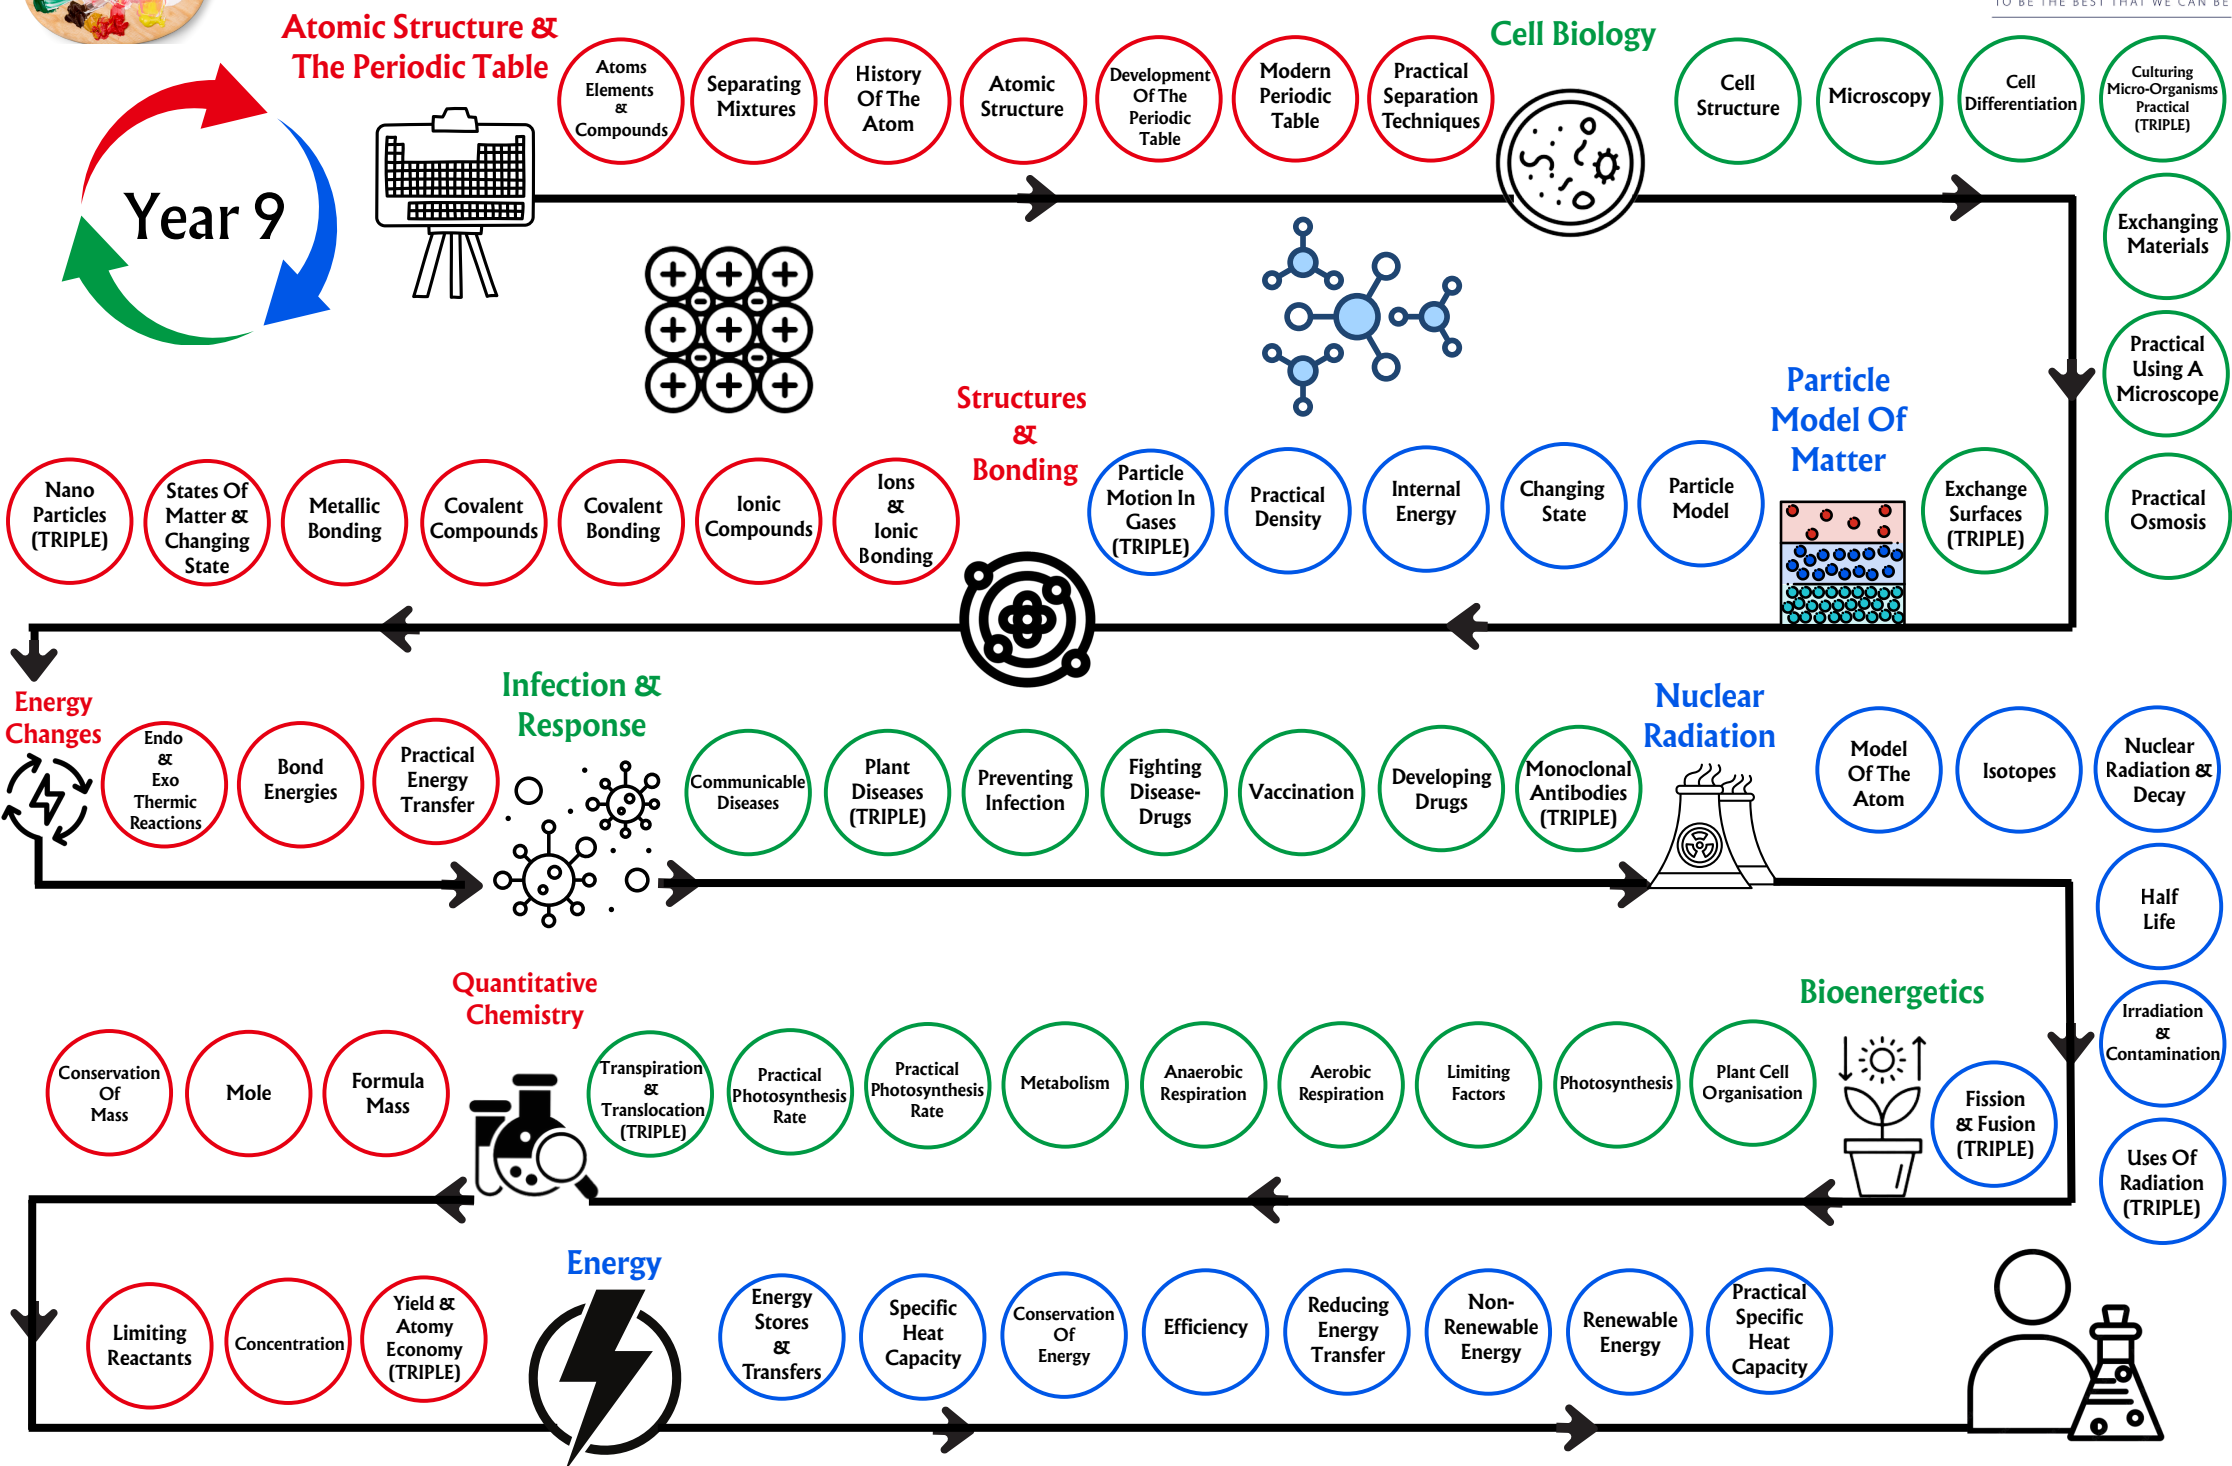 TO BE THE BEST THAT WE CAN BE
Atomic Structure &
The Periodic Table
Year 9
Atoms
Elements
&
Compounds
Separating
Mixtures
History
Of The
Atom
Atomic
Structure
Development
Of The
Periodic
Table
Modern
Periodic
Table
Practical
Separation
Techniques
Cell Biology
Cell
Structure
Microscopy
Cell
Differentiation
Culturing
Micro-Organisms
Practical
(TRIPLE)
Exchanging
Materials
Practical
Using A
Microscope
Practical
Osmosis
Exchange
Surfaces
(TRIPLE)
Particle
Model Of
Matter
Particle
Model
Changing
State
Internal
Energy
Practical
Density
Particle
Motion In
Gases
(TRIPLE)
Structures
&
Bonding
Ions
&
Ionic
Bonding
Ionic
Compounds
Covalent
Bonding
Covalent
Compounds
Metallic
Bonding
States Of
Matter &
Changing
State
Nano
Particles
(TRIPLE)
Energy
Changes
Endo
&
Exo
Thermic
Reactions
Bond
Energies
Practical
Energy
Transfer
Infection &
Response
Communicable
Diseases
Plant
Diseases
(TRIPLE)
Preventing
Infection
Fighting
Disease-
Drugs
Vaccination
Developing
Drugs
Monoclonal
Antibodies
(TRIPLE)
Nuclear
Radiation
Model
Of The
Atom
Isotopes
Nuclear
Radiation &
Decay
Half
Life
Irradiation
&
Contamination
Uses Of
Radiation
(TRIPLE)
Fission
& Fusion
(TRIPLE)
Bioenergetics
Plant Cell
Organisation
Photosynthesis
Limiting
Factors
Aerobic
Respiration
Anaerobic
Respiration
Metabolism
Practical
Photosynthesis
Rate
Practical
Photosynthesis
Rate
Transpiration
&
Translocation
(TRIPLE)
Quantitative
Chemistry
Formula
Mass
Mole
Conservation
Of
Mass
Limiting
Reactants
Concentration
Yield &
Atomy
Economy
(TRIPLE)
Energy
Energy
Stores
&
Transfers
Specific
Heat
Capacity
Conservation
Of
Energy
Efficiency
Reducing
Energy
Transfer
Non-
Renewable
Energy
Renewable
Energy
Practical
Specific
Heat
Capacity